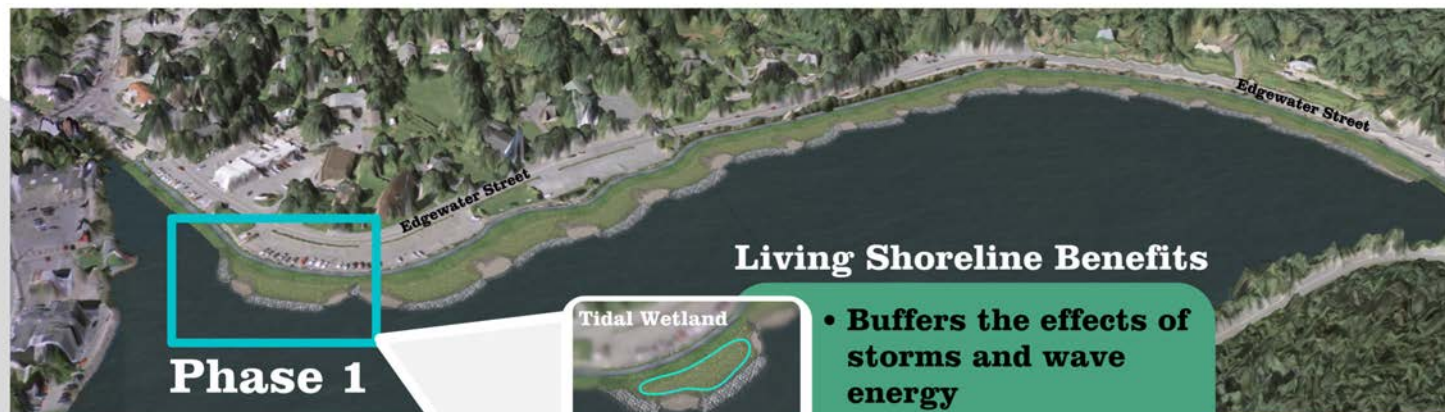 Edgewater Street
Edgewater Street
Living Shoreline Benefits
Tidal Wetland
• Buffers the effects of
storms and wave
energy
Phase 1